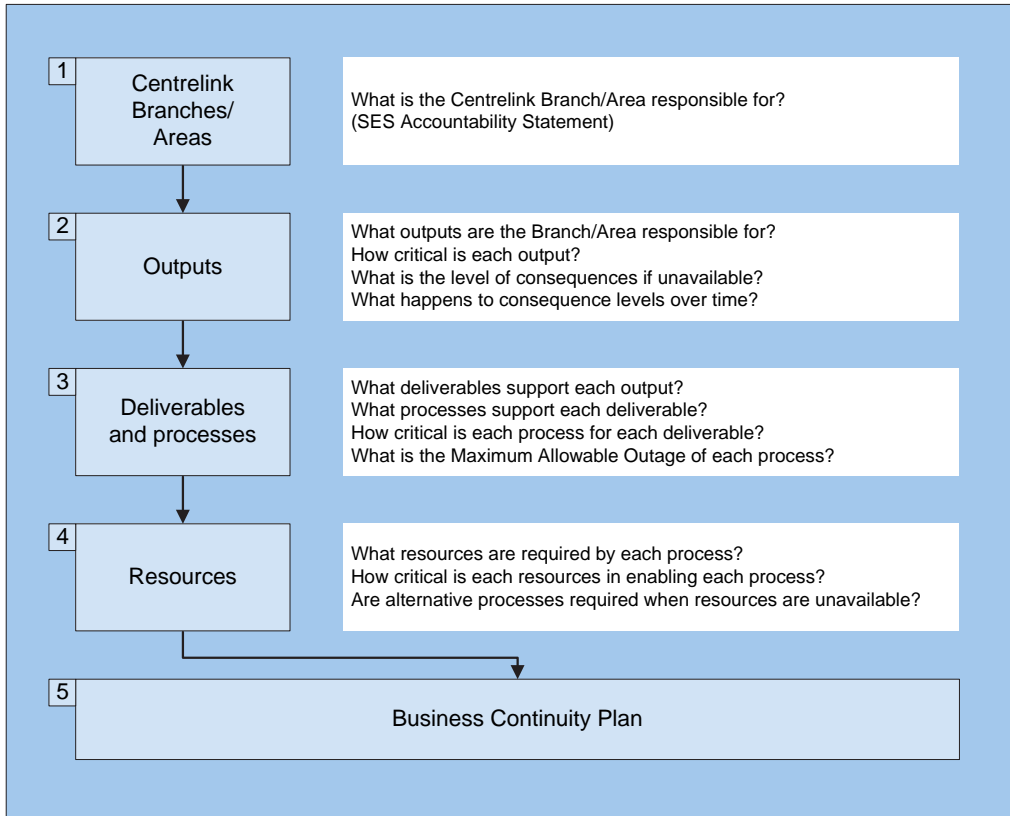 1
Centrelink
Branches/
Areas
What is the Centrelink Branch/Area responsible for?
(SES Accountability Statement)
2
Outputs
What outputs are the Branch/Area responsible for?
How critical is each output?
What is the level of consequences if unavailable?
What happens to consequence levels over time?
3
Deliverables
and processes
What deliverables support each output?
What processes support each deliverable?
How critical is each process for each deliverable?
What is the Maximum Allowable Outage of each process?
4
Resources
What resources are required by each process?
How critical is each resources in enabling each process?
Are alternative processes required when resources are unavailable?
5
Business Continuity Plan